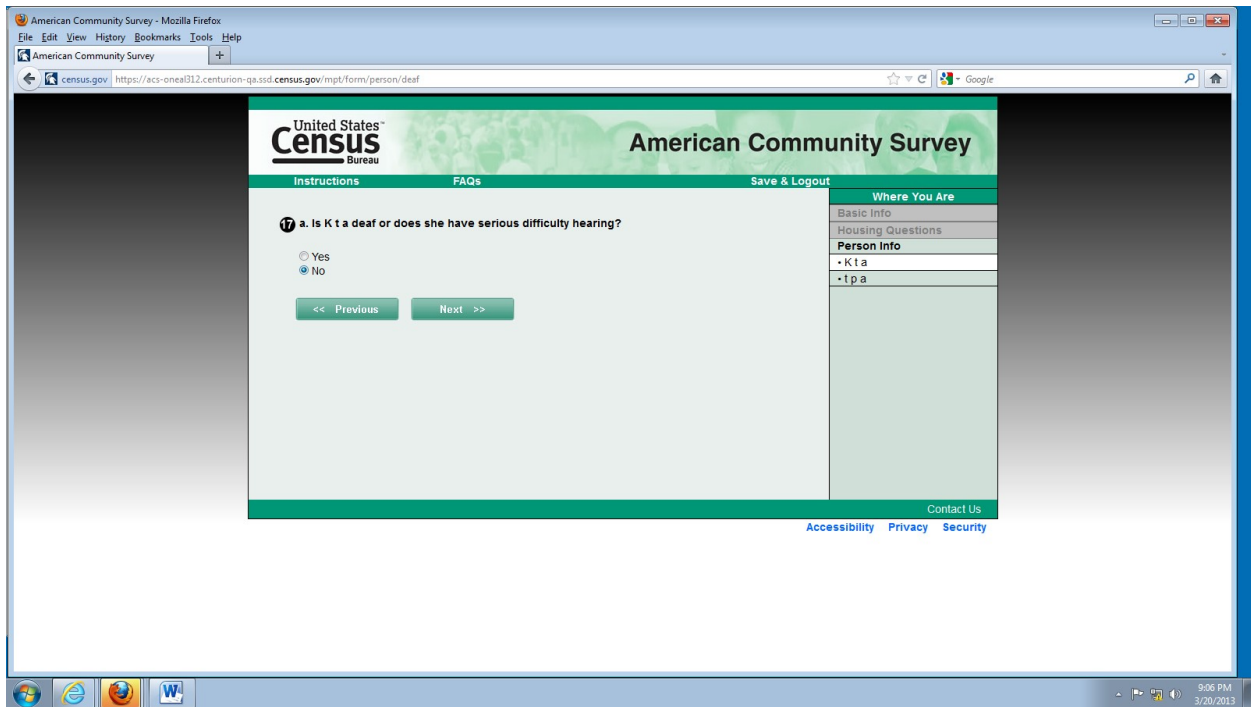 American Community Survey - Mozilla Firefox
File Edit View History Bookmarks Tools Help
American Community Survey +
census.gov https://acs-oneal312.centurion-qa.ssd.census.gov/mpt/form/person/deaf Google
United States™
Census
Bureau
American Community Survey
Instructions FAQs Save & Logout
Where You Are
Basic Info
Housing Questions
Person Info
• K t a
• t p a
17 a. Is K t a deaf or does she have serious difficulty hearing?
Yes
No
<< Previous Next >>
Contact Us
Accessibility Privacy Security
W
9:06 PM
3/20/2013